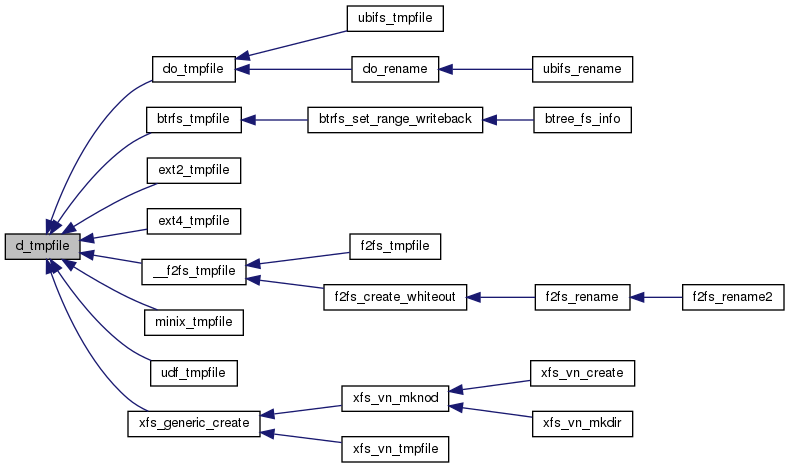 ubifs_tmpfile
do_tmpfile
do_rename
ubifs_rename
btrfs_tmpfile
btrfs_set_range_writeback
btree_fs_info
ext2_tmpfile
ext4_tmpfile
d_tmpfile
f2fs_tmpfile
__f2fs_tmpfile
f2fs_create_whiteout
f2fs_rename
f2fs_rename2
minix_tmpfile
udf_tmpfile
xfs_vn_create
xfs_vn_mknod
xfs_generic_create
xfs_vn_mkdir
xfs_vn_tmpfile